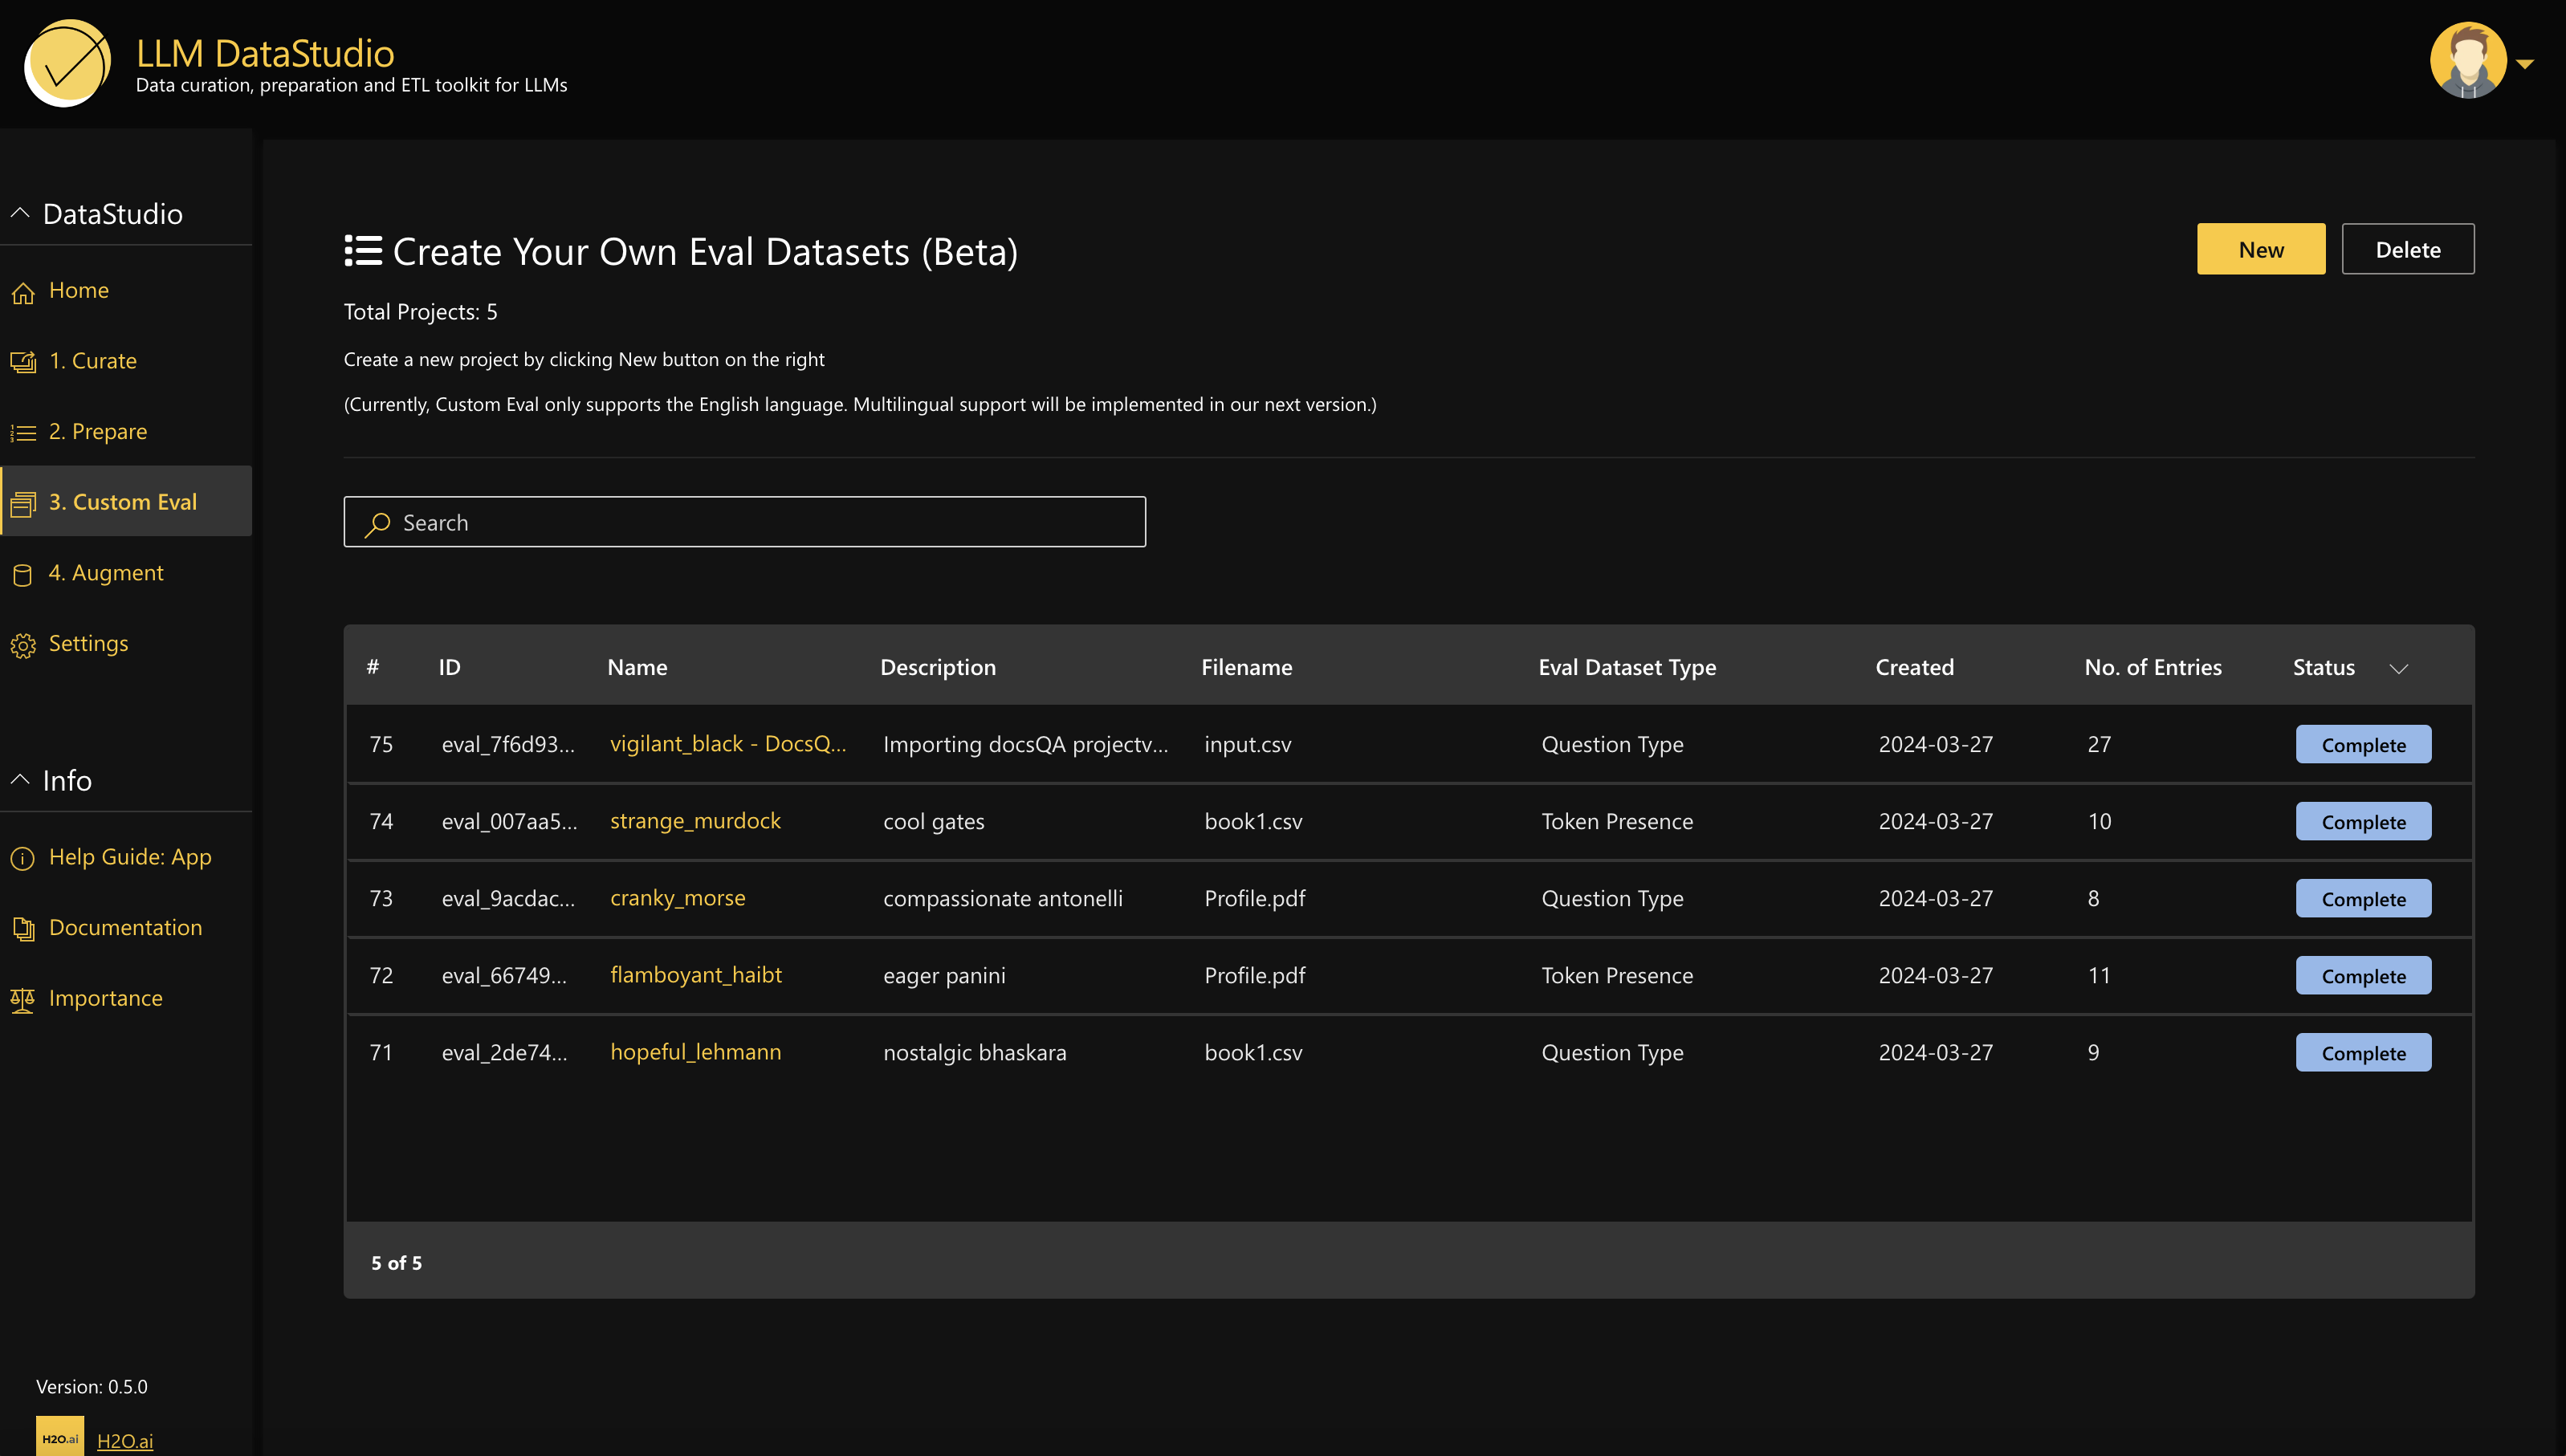 LLM DataStudio
Data curation, preparation and ETL toolkit for LLMs
DataStudio
Home
1. Curate
2. Prepare
3. Custom Eval
4. Augment
Settings
Info
Help Guide: App
Documentation
Importance
Version: 0.5.0
H2O.ai H2O.ai
Create Your Own Eval Datasets (Beta)
New Delete
Total Projects: 5
Create a new project by clicking New button on the right
(Currently, Custom Eval only supports the English language. Multilingual support will be implemented in our next version.)
Search
# ID Name Description Filename Eval Dataset Type Created No. of Entries Status
75 eval_7f6d93... vigilant_black - DocsQ... Importing docsQA projectv... input.csv Question Type 2024-03-27 27 Complete
74 eval_007aa5... strange_murdock cool gates book1.csv Token Presence 2024-03-27 10 Complete
73 eval_9acdac... cranky_morse compassionate antonelli Profile.pdf Question Type 2024-03-27 8 Complete
72 eval_66749... flamboyant_haibt eager panini Profile.pdf Token Presence 2024-03-27 11 Complete
71 eval_2de74... hopeful_lehmann nostalgic bhaskara book1.csv Question Type 2024-03-27 9 Complete
5 of 5